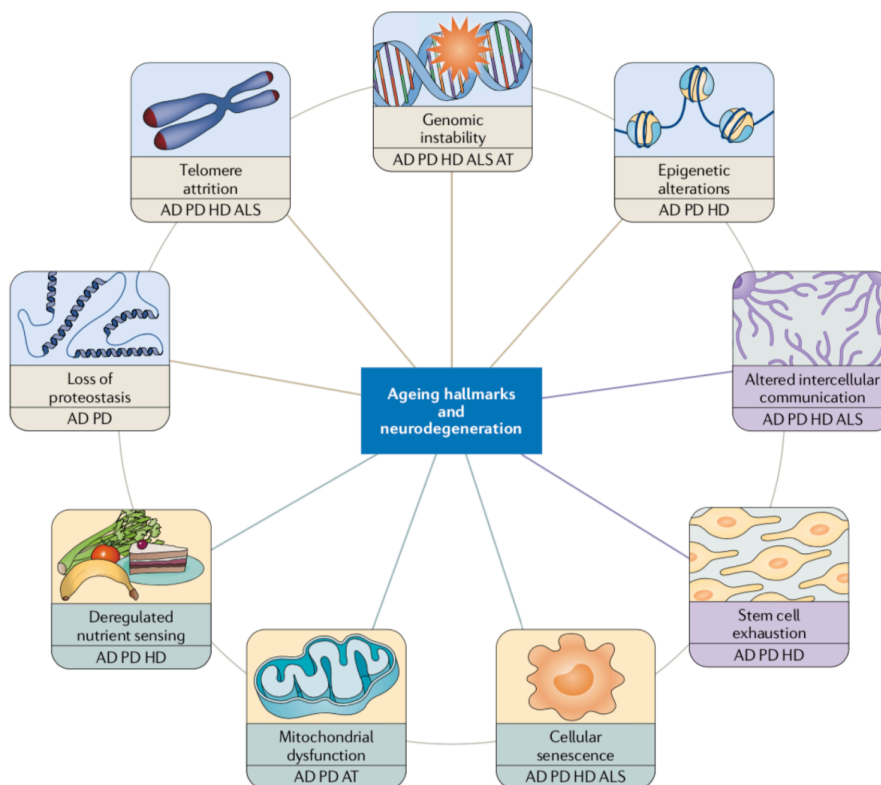 Genomic
instability
AD PD HD ALS AT
Epigenetic
alterations
AD PD HD
Altered intercellular
communication
AD PD HD ALS
Stem cell
exhaustion
AD PD HD
Cellular
senescence
AD PD HD ALS
Mitochondrial
dysfunction
AD PD AT
Deregulated
nutrient sensing
AD PD HD
Loss of
proteostasis
AD PD
Telomere
attrition
AD PD HD ALS
Ageing hallmarks
and
neurodegeneration